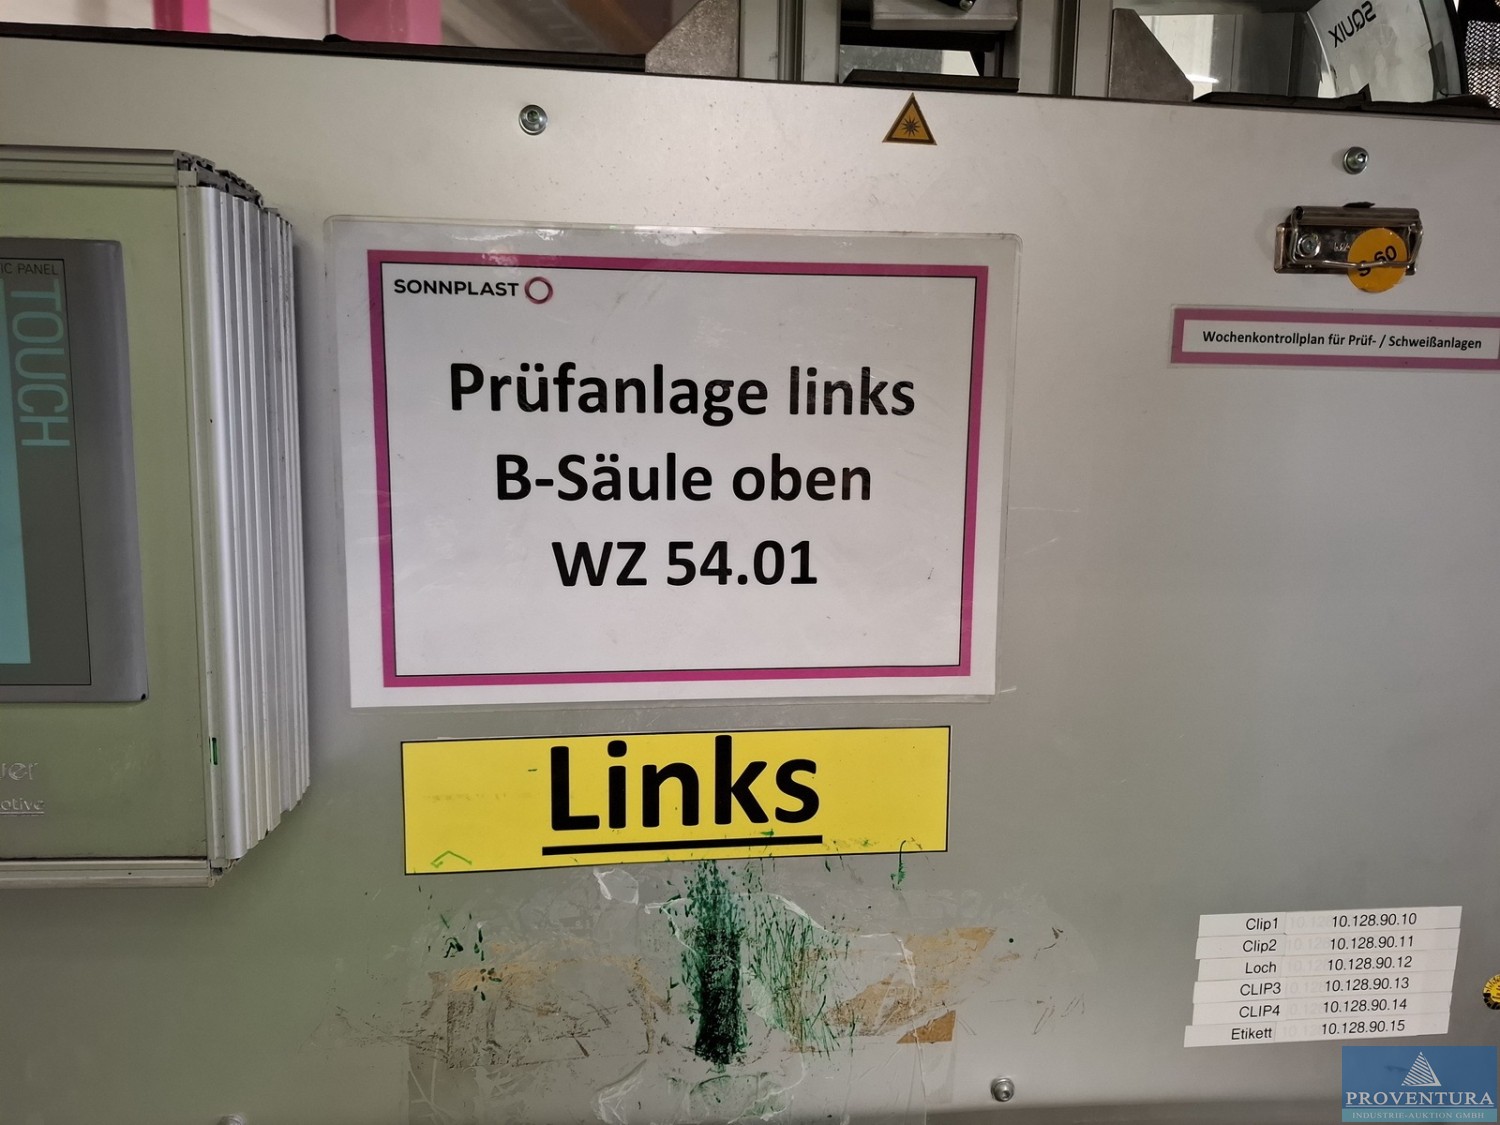 SQUIX
IC PANEL
TOUCH
SONNPLAST
Prüfanlage links
B-Säule oben
WZ 54.01
Links
Wochenkontrollplan für Prüf- / Schweißanlagen
Clip1 10.128.90.10
Clip2 10.128.90.11
Loch 10.128.90.12
CLIP3 10.128.90.13
CLIP4 10.128.90.14
Etikett 10.128.90.15
PROVENTURA
INDUSTRIE-AUKTION GMBH